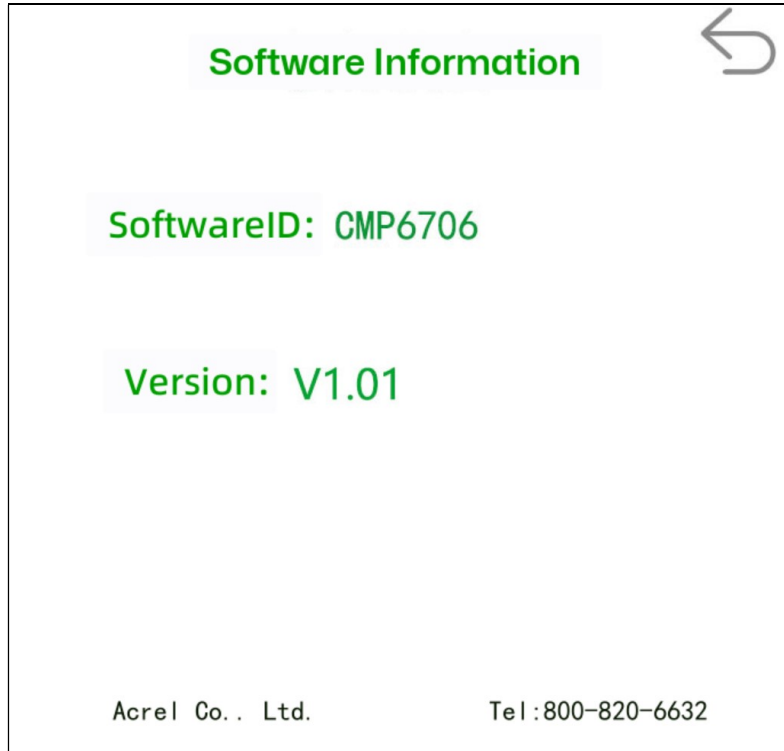 Software Information
SoftwareID: CMP6706
Version: V1.01
Acrel Co.. Ltd. Tel:800-820-6632